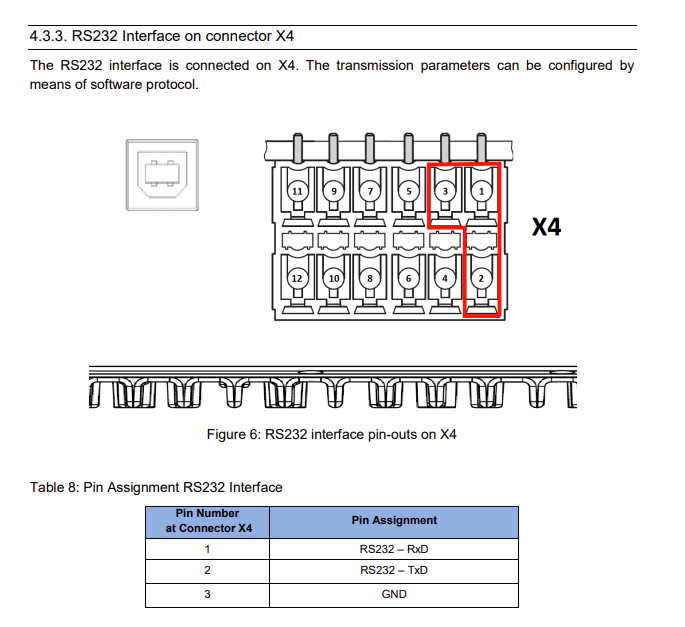 4.3.3. RS232 Interface on connector X4
The RS232 interface is connected on X4. The transmission parameters can be configured by
means of software protocol.
11 9 7 5 3 1
X4
12 10 8 6 4 2
Figure 6: RS232 interface pin-outs on X4
Table 8: Pin Assignment RS232 Interface
Pin Number
at Connector X4
Pin Assignment
1 RS232 – RxD
2 RS232 – TxD
3 GND